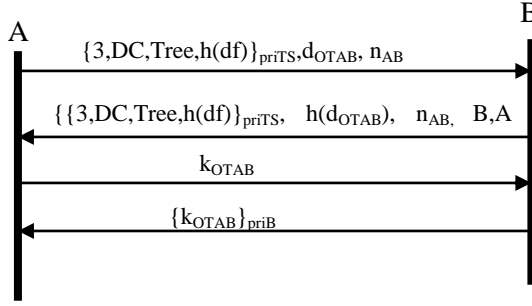 A
B
{3,DC,Tree,h(df)}priTS,dOTAB, nAB
{{3,DC,Tree,h(df)}priTS, h(dOTAB), nAB, B,A
kOTAB
{kOTAB}priB